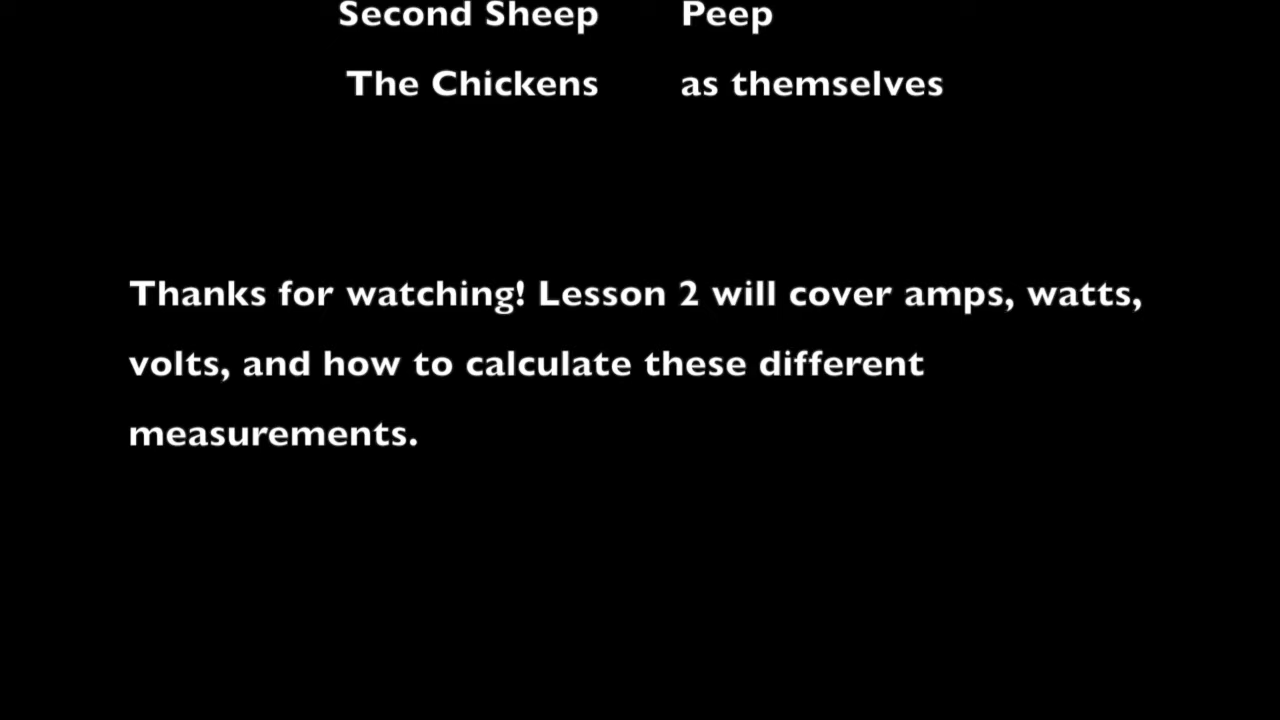 Second Sheep Peep
The Chickens as themselves
Thanks for watching! Lesson 2 will cover amps, watts,
volts, and how to calculate these different
measurements.